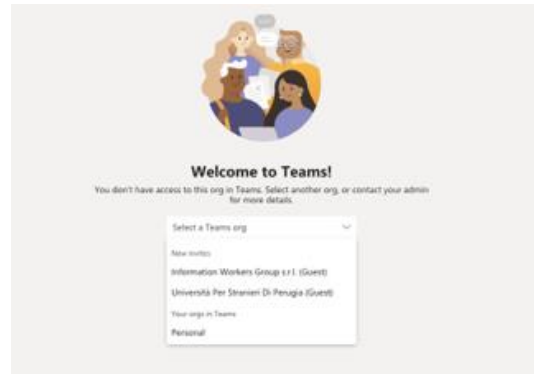 Welcome to Teams!
You don't have access to this org in Teams. Select another org, or contact your admin
for more details.
Select a Teams org
New invites
Information Workers Group s.r.l. (Guest)
Università Per Stranieri Di Perugia (Guest)
Your orgs in Teams
Personal